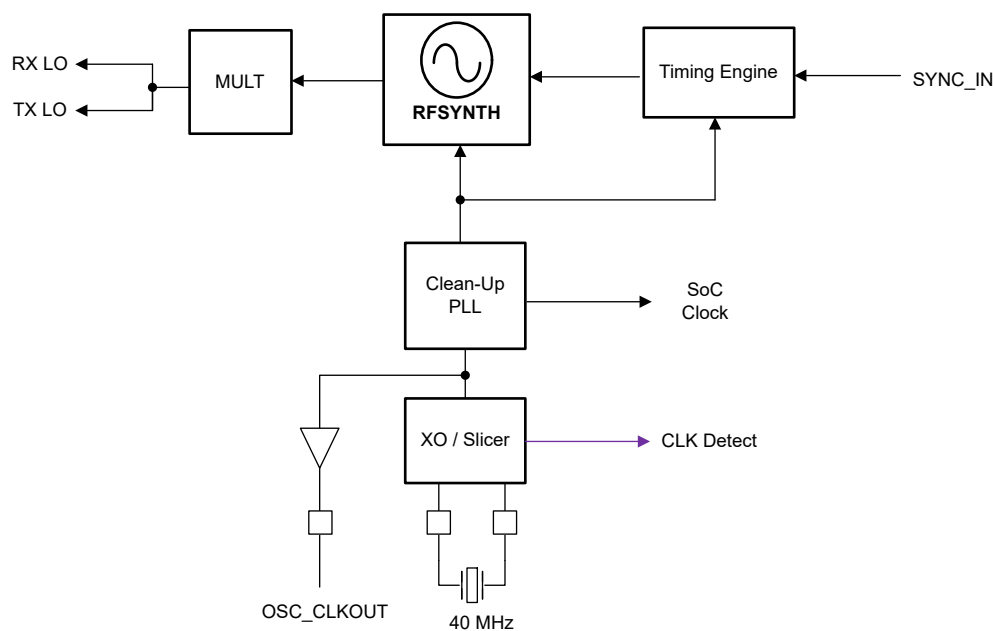 RX LO
TX LO
MULT
RFSYNTH
Timing Engine
SYNC_IN
Clean-Up
PLL
SoC
Clock
XO / Slicer
CLK Detect
OSC_CLKOUT
40 MHz